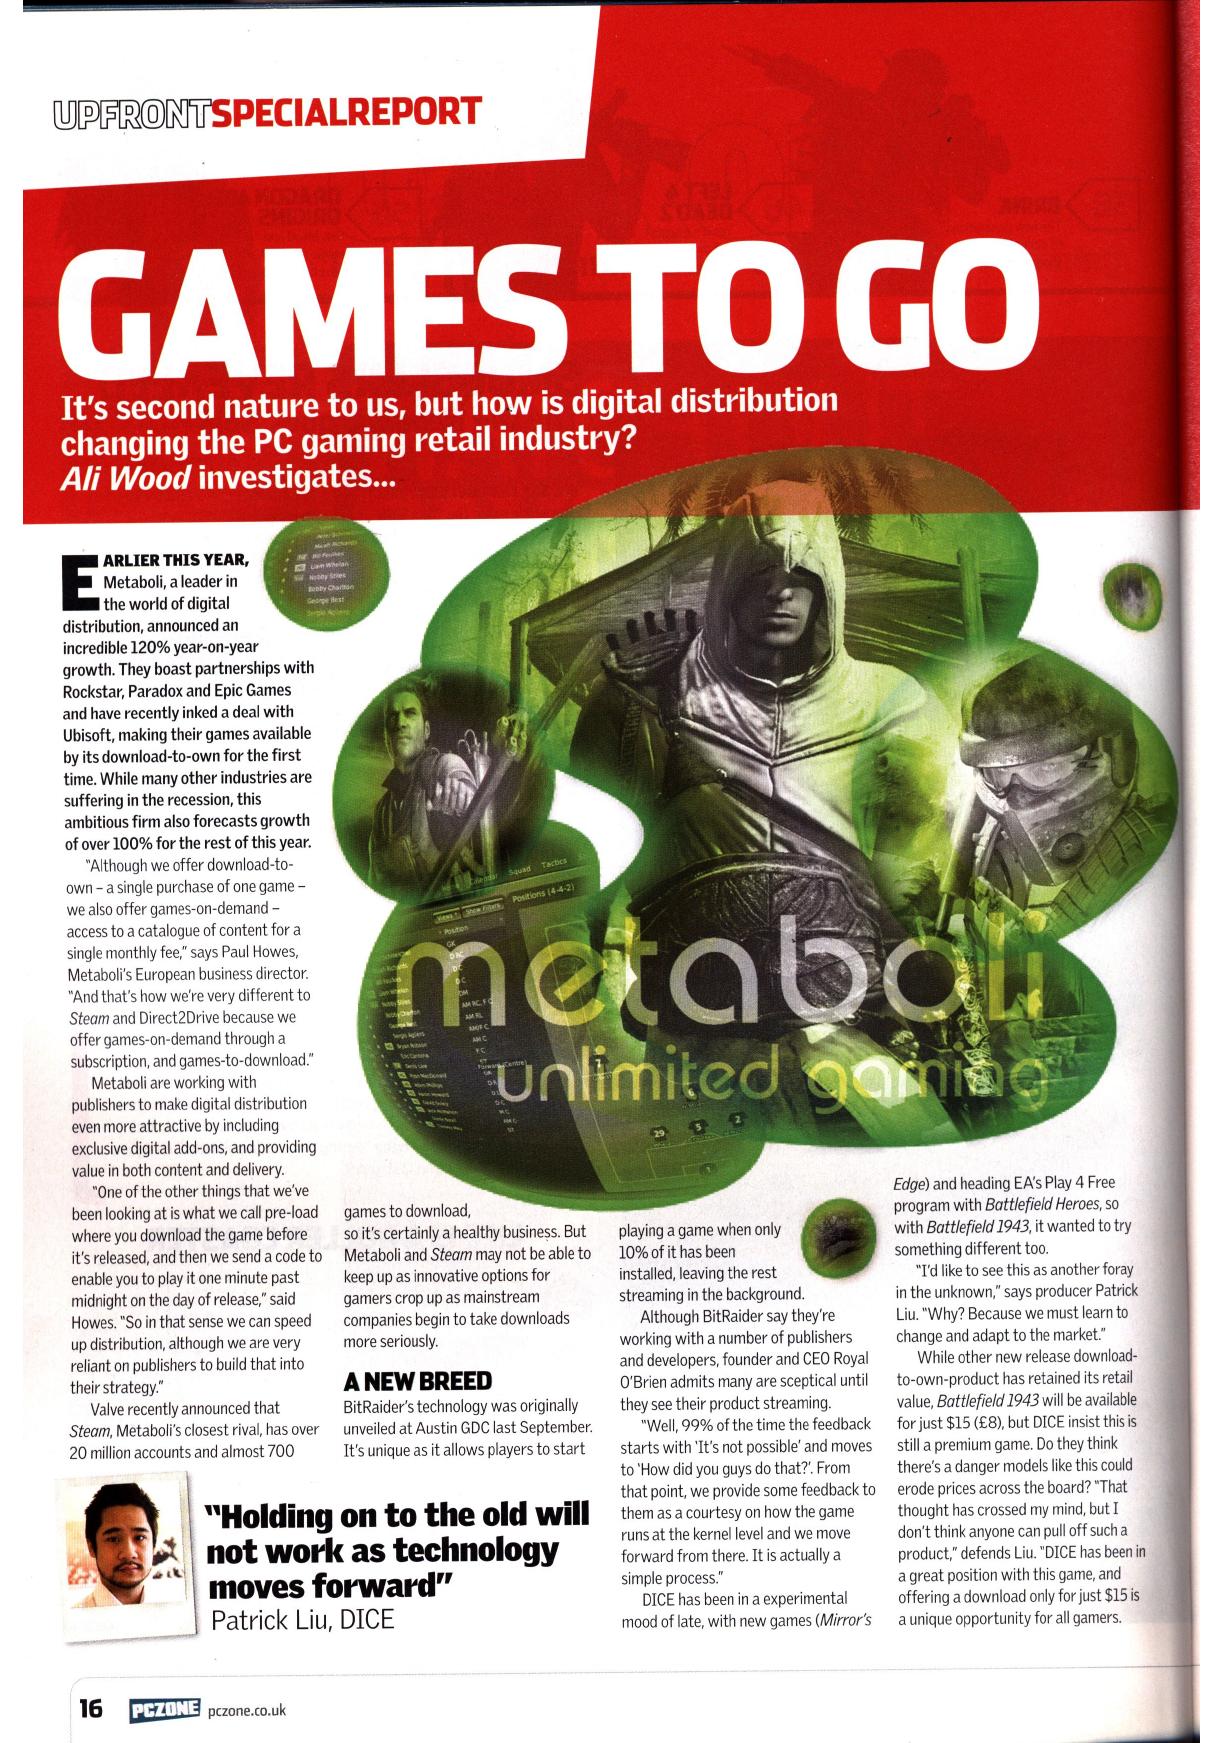 UPFRONTSPECIALREPORT
GAMES TO GO
It's second nature to us, but how is digital distribution
changing the PC gaming retail industry?
Ali Wood investigates...
EARLIER THIS YEAR,
Metaboli, a leader in
the world of digital
distribution, announced an
incredible 120% year-on-year
growth. They boast partnerships with
Rockstar, Paradox and Epic Games
and have recently inked a deal with
Ubisoft, making their games available
by its download-to-own for the first
time. While many other industries are
suffering in the recession, this
ambitious firm also forecasts growth
of over 100% for the rest of this year.
"Although we offer download-to-
own – a single purchase of one game –
we also offer games-on-demand –
access to a catalogue of content for a
single monthly fee," says Paul Howes,
Metaboli's European business director.
"And that's how we're very different to
Steam and Direct2Drive because we
offer games-on-demand through a
subscription, and games-to-download."
Metaboli are working with
publishers to make digital distribution
even more attractive by including
exclusive digital add-ons, and providing
value in both content and delivery.
"One of the other things that we've
been looking at is what we call pre-load
where you download the game before
it's released, and then we send a code to
enable you to play it one minute past
midnight on the day of release," said
Howes. "So in that sense we can speed
up distribution, although we are very
reliant on publishers to build that into
their strategy."
Valve recently announced that
Steam, Metaboli's closest rival, has over
20 million accounts and almost 700
Micah Richards
Bill Foulkes
Liam Whelan
Nobby Stiles
Bobby Charlton
George Best
Calendar
Squad
Tactics
Views
Show Filters
Positions (4-4-2)
Position
GK
metaboli
unlimited gaming
games to download,
so it's certainly a healthy business. But
Metaboli and Steam may not be able to
keep up as innovative options for
gamers crop up as mainstream
companies begin to take downloads
more seriously.
A NEW BREED
BitRaider's technology was originally
unveiled at Austin GDC last September.
It's unique as it allows players to start
playing a game when only
10% of it has been
installed, leaving the rest
streaming in the background.
Although BitRaider say they're
working with a number of publishers
and developers, founder and CEO Royal
O'Brien admits many are sceptical until
they see their product streaming.
"Well, 99% of the time the feedback
starts with 'It's not possible' and moves
to 'How did you guys do that?'. From
that point, we provide some feedback to
them as a courtesy on how the game
runs at the kernel level and we move
forward from there. It is actually a
simple process."
DICE has been in a experimental
mood of late, with new games (Mirror's
Edge) and heading EA's Play 4 Free
program with Battlefield Heroes, so
with Battlefield 1943, it wanted to try
something different too.
"I'd like to see this as another foray
in the unknown," says producer Patrick
Liu. "Why? Because we must learn to
change and adapt to the market."
While other new release download-
to-own-product has retained its retail
value, Battlefield 1943 will be available
for just $15 (£8), but DICE insist this is
still a premium game. Do they think
there's a danger models like this could
erode prices across the board? "That
thought has crossed my mind, but I
don't think anyone can pull off such a
product," defends Liu. "DICE has been in
a great position with this game, and
offering a download only for just $15 is
a unique opportunity for all gamers.
"Holding on to the old will
not work as technology
moves forward"
Patrick Liu, DICE
16 PCZONE pczone.co.uk